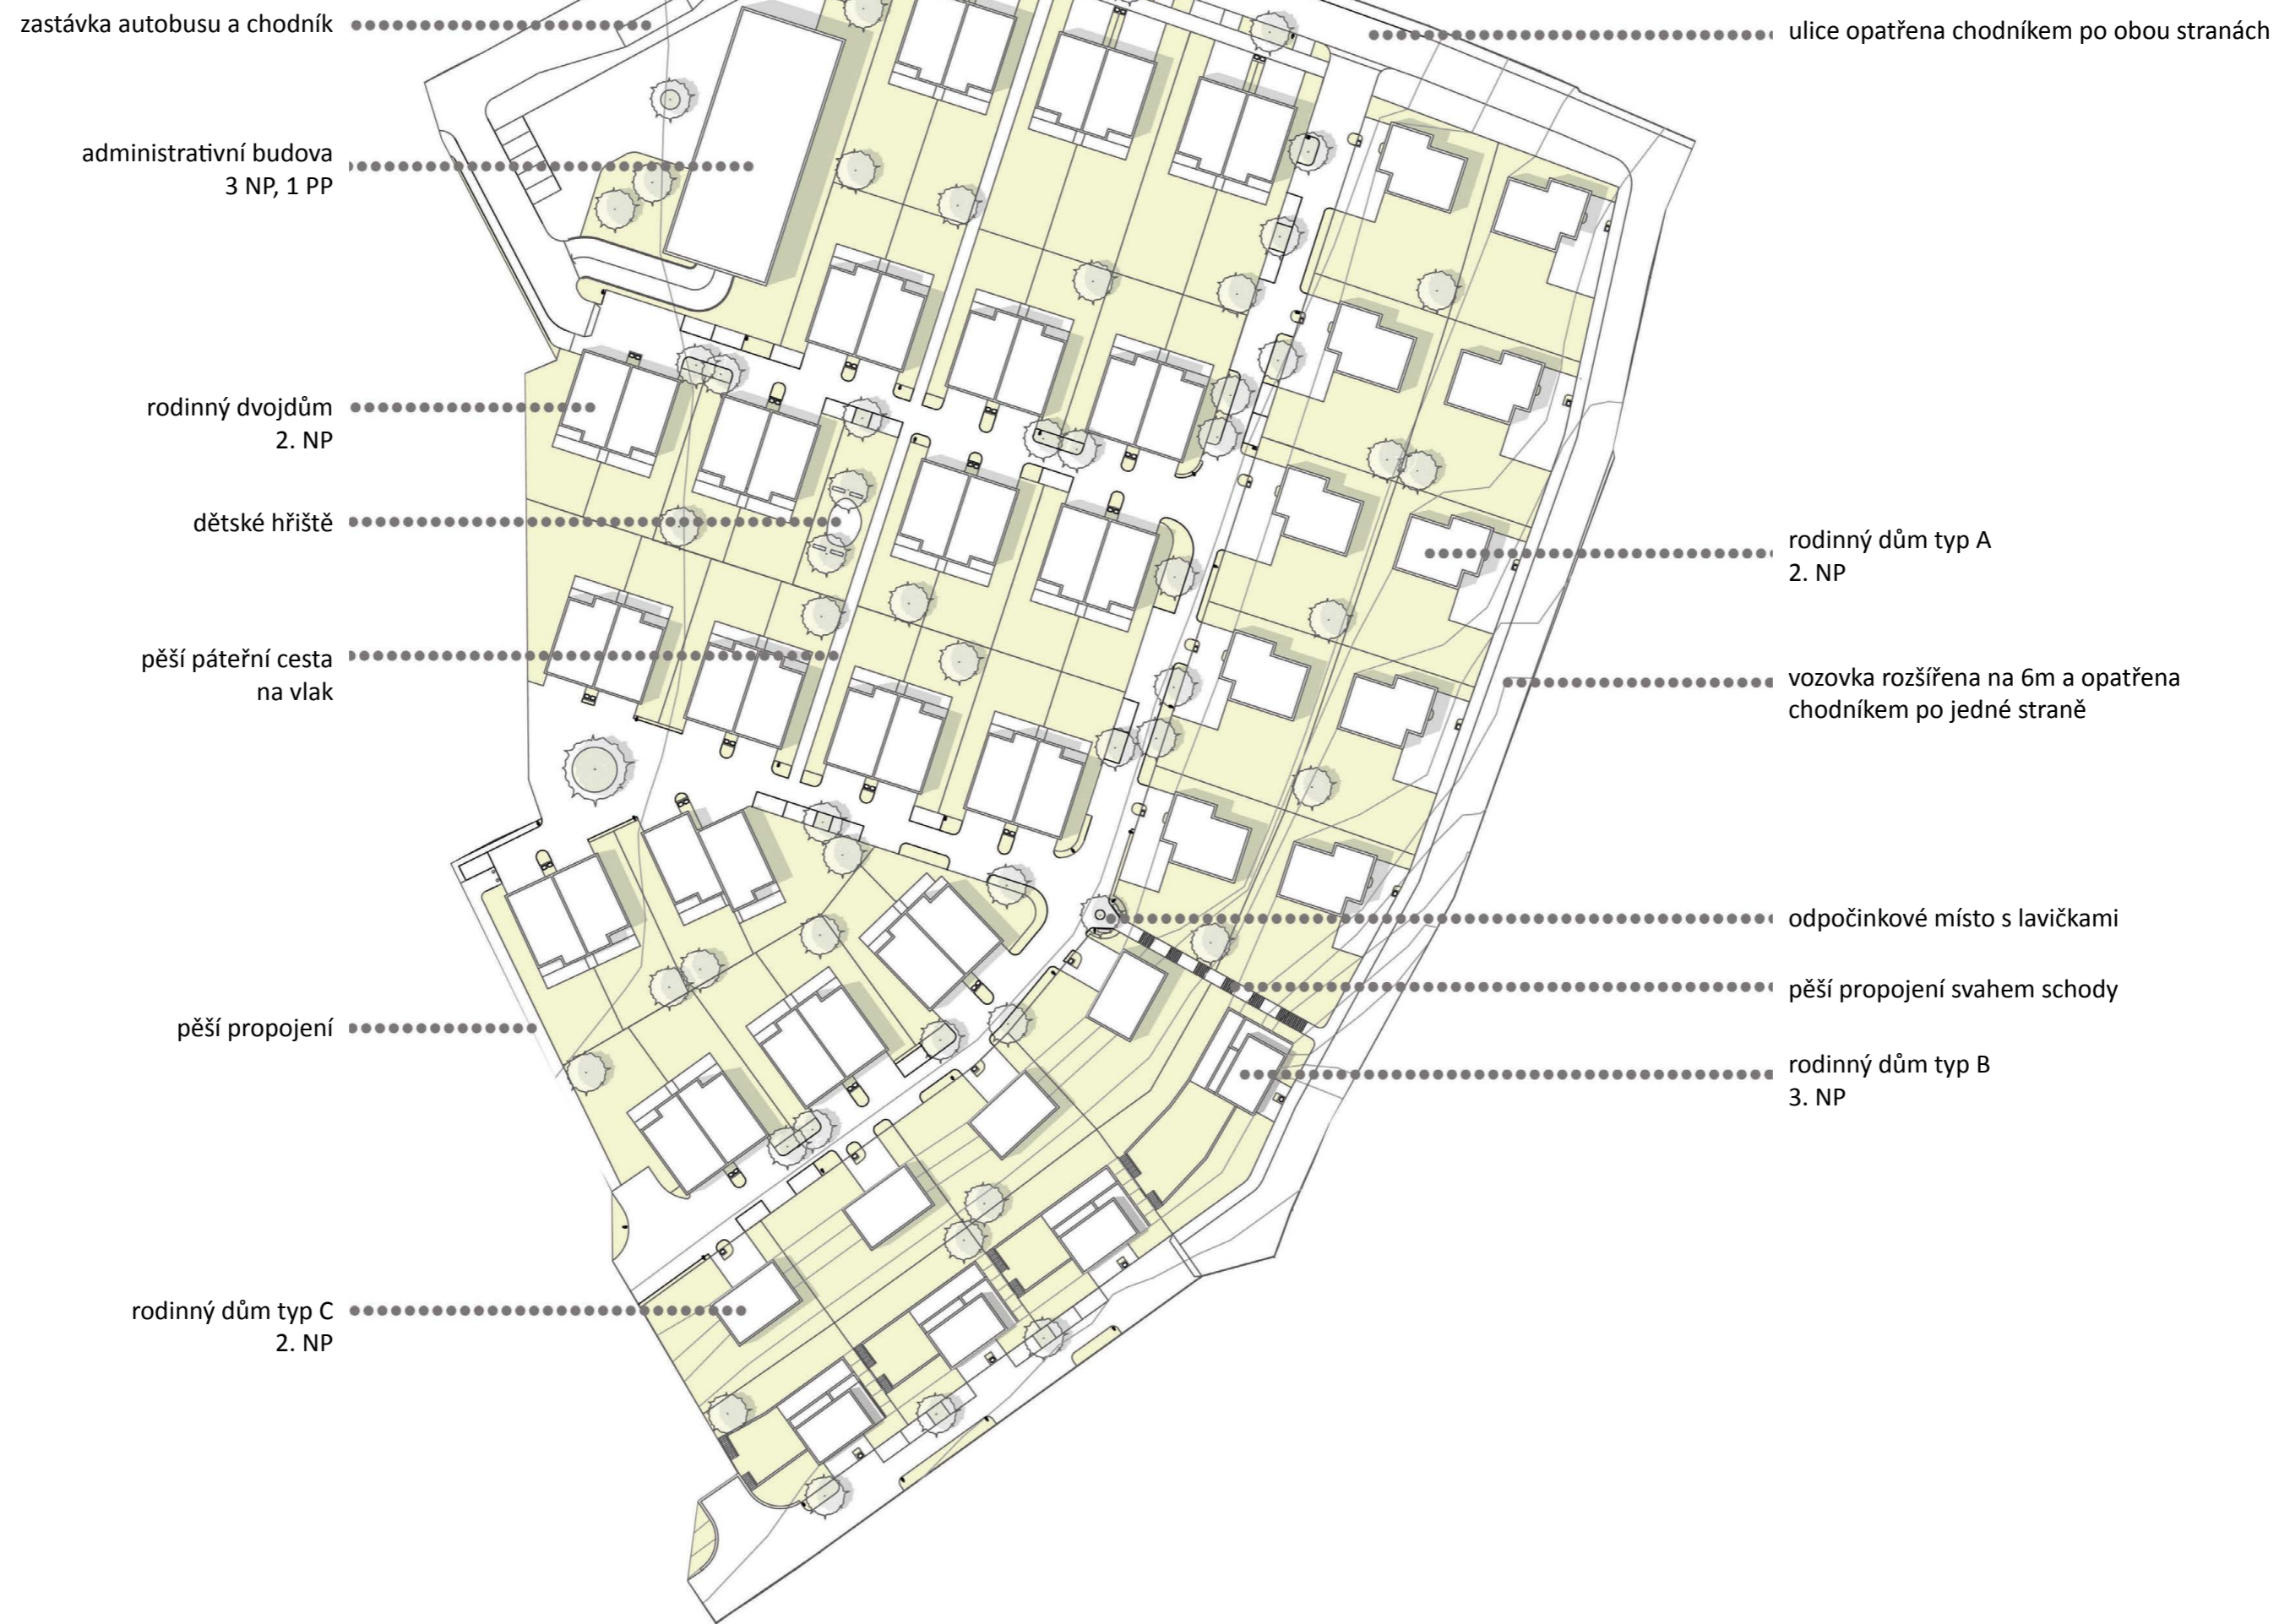 zastávka autobusu a chodník
administrativní budova
3 NP, 1 PP
rodinný dvojdům
2. NP
dětské hřiště
pěší páteřní cesta
na vlak
pěší propojení
rodinný dům typ C
2. NP
ulice opatřena chodníkem po obou stranách
rodinný dům typ A
2. NP
vozovka rozšířena na 6m a opatřena
chodníkem po jedné straně
odpočinkové místo s lavičkami
pěší propojení svahem schody
rodinný dům typ B
3. NP